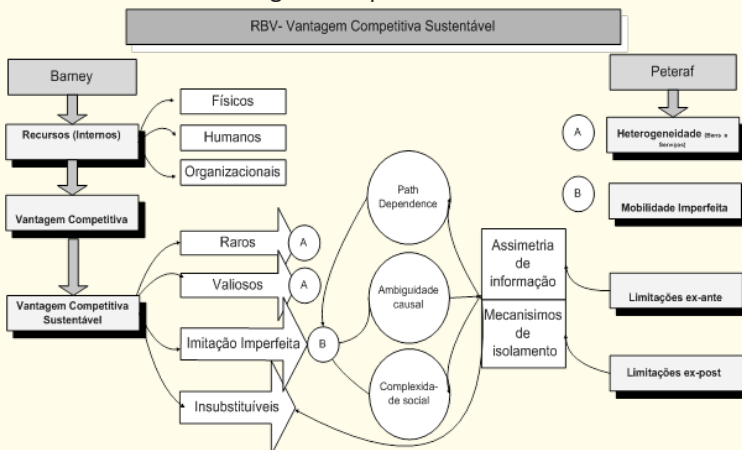 RBV- Vantagem Competitiva Sustentável
Barney
Peteraf
Recursos (Internos)
Físicos
Humanos
Organizacionais
A
Heterogeneidade (Bens e
Serviços)
B
Mobilidade Imperfeita
Vantagem Competitiva
Vantagem Competitiva
Sustentável
Raros
A
Valiosos
A
Imitação Imperfeita
B
Insubstituíveis
Path
Dependence
Ambiguidade
causal
Complexida-
de social
Assimetria
de
informação
Mecanisimos
de
isolamento
Limitações ex-ante
Limitações ex-post